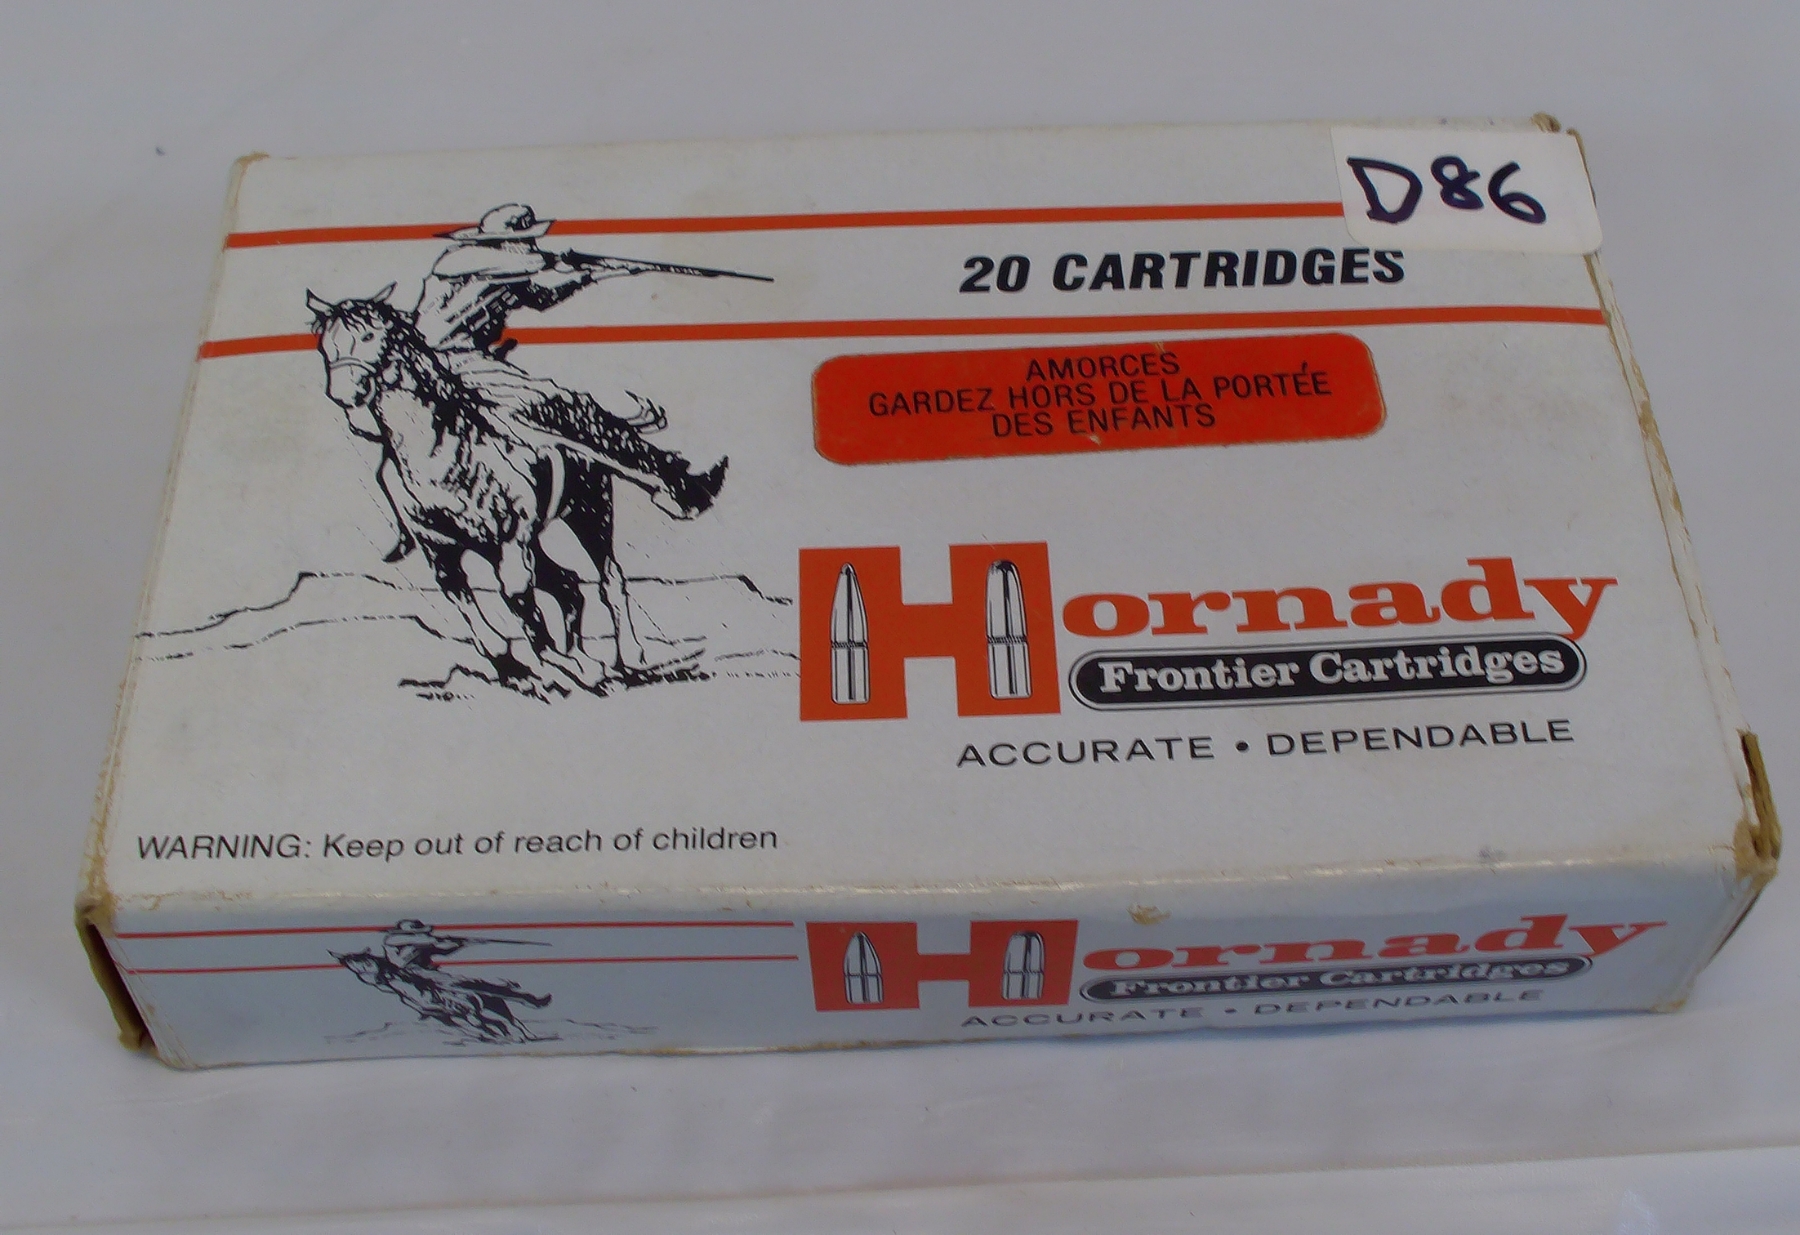 D86
20 CARTRIDGES
AMORCES
GARDEZ HORS DE LA PORTÉE
DES ENFANTS
Hornady
Frontier Cartridges
ACCURATE • DEPENDABLE
WARNING: Keep out of reach of children
Hornady
Frontier Cartridges
ACCURATE • DEPENDABLE